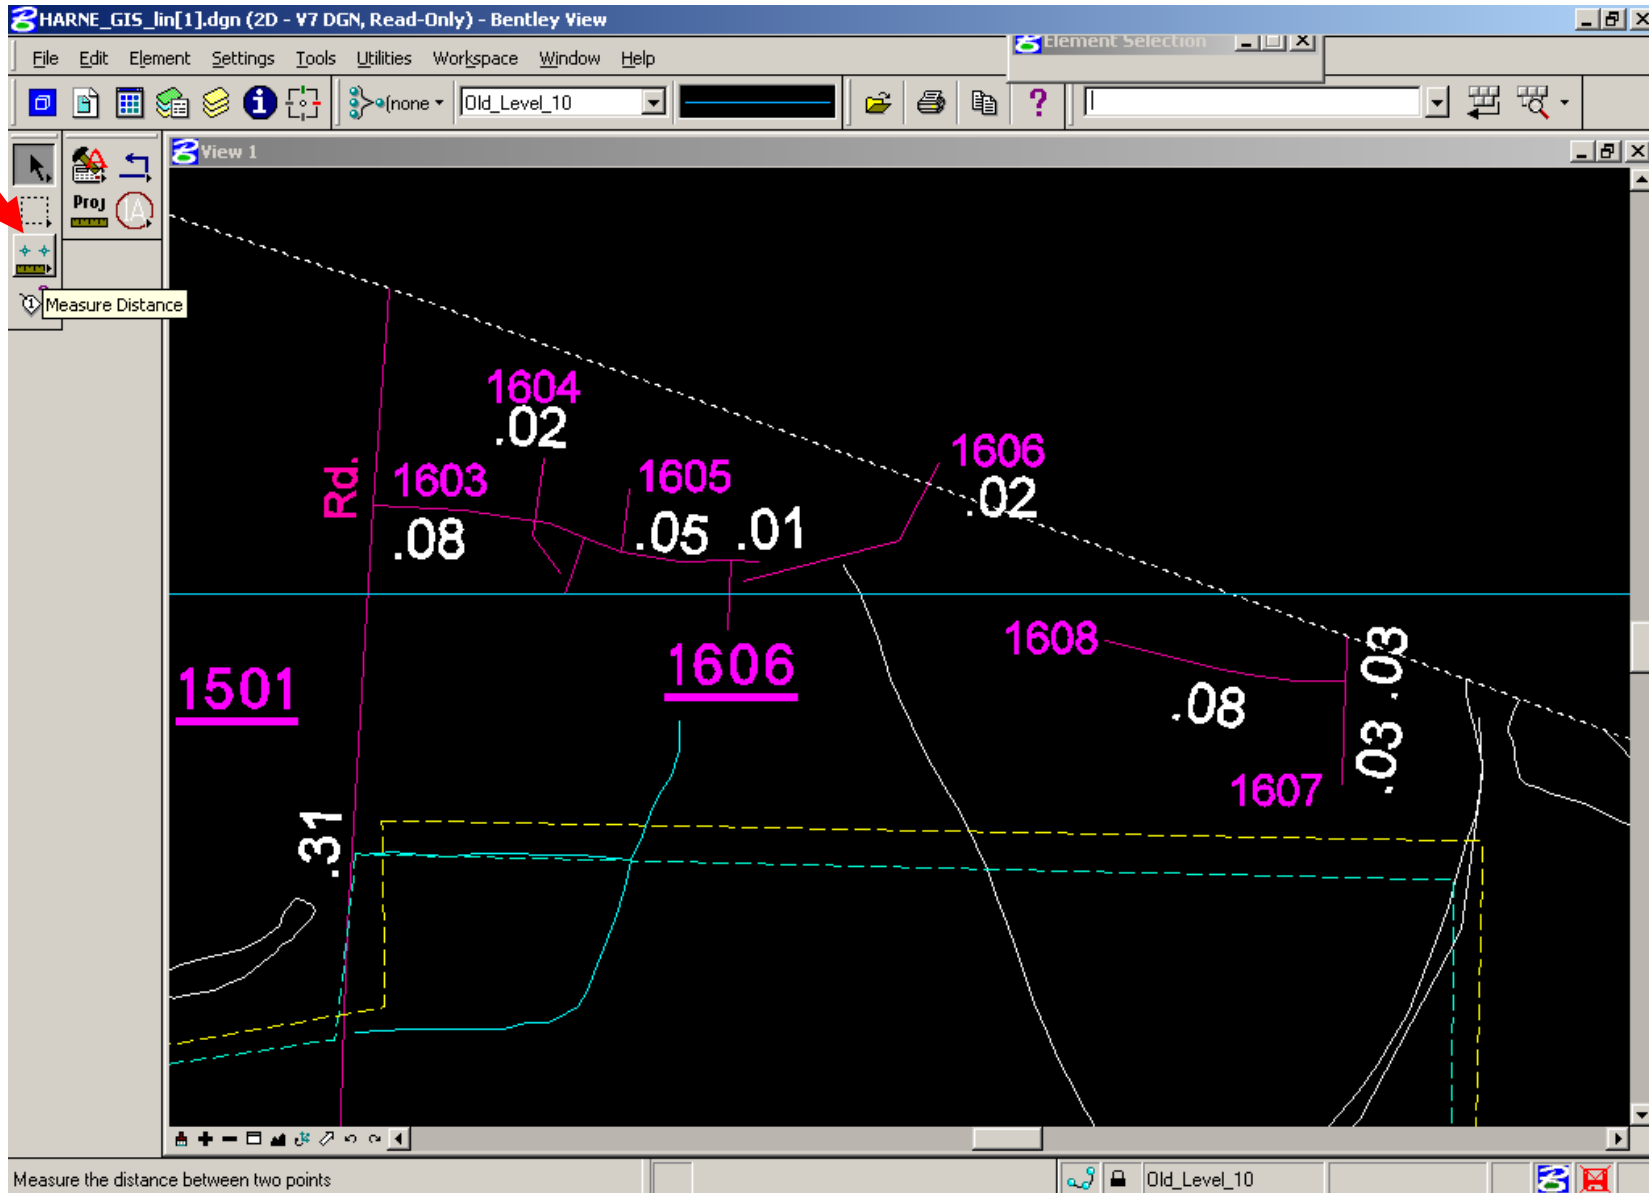 HARNE_GIS_lin[1].dgn (2D - V7 DGN, Read-Only) - Bentley View
Element Selection
File Edit Element Settings Tools Utilities Workspace Window Help
(none
Old_Level_10
?
View 1
Proj
1A
1
Measure Distance
1604
.02
1606
.02
Rd.
1603
1605
.08
.05
.01
1608
.03
1606
1501
.08
.03
1607
.31
Measure the distance between two points
Old_Level_10